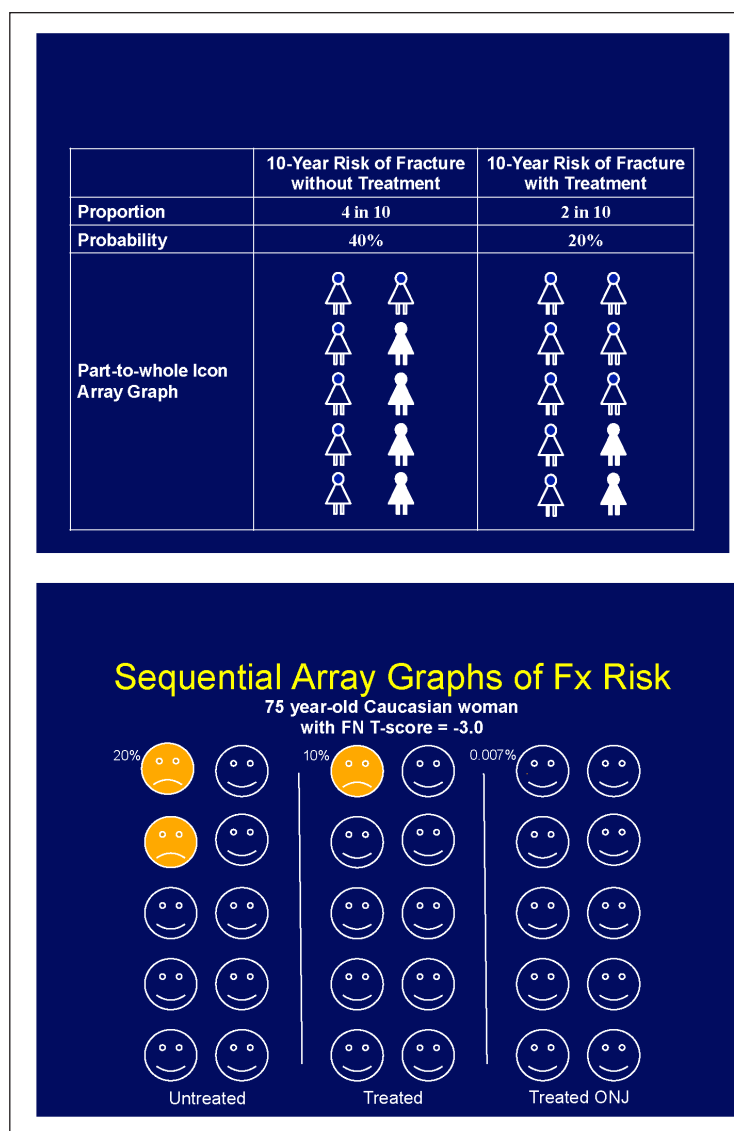 10-Year Risk of Fracture
without Treatment
10-Year Risk of Fracture
with Treatment
Proportion
4 in 10
2 in 10
Probability
40%
20%
Part-to-whole Icon
Array Graph
Sequential Array Graphs of Fx Risk
75 year-old Caucasian woman
with FN T-score = -3.0
20%
10%
0.007%
Untreated
Treated
Treated ONJ